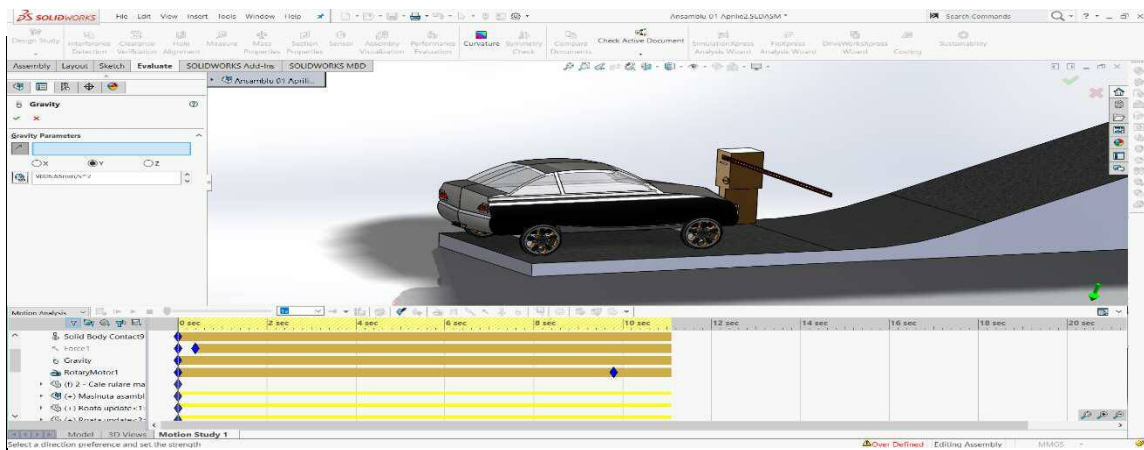 SOLIDWORKS File Edit View Insert Tools Window Help Ansamblu 01 Aprilie2.SLDASM * Search Commands
Design Study Interference Detection Clearance Verification Hole Alignment Measure Mass Properties Section Properties Sensor Assembly Visualization Performance Evaluation Curvature Symmetry Check Compare Documents Check Active Document SimulationXpress Analysis Wizard FloXpress Analysis Wizard DriveWorksXpress Wizard Costing Sustainability
Assembly Layout Sketch Evaluate SOLIDWORKS Add-Ins SOLIDWORKS MBD
Ansamblu 01 Aprili...
Gravity
Gravity Parameters
X Y Z
Motion Analysis
0 sec 2 sec 4 sec 6 sec 8 sec 10 sec 12 sec 14 sec 16 sec 18 sec 20 sec
Solid Body Contact9
Force1
Gravity
RotaryMotor1
(f) 2 - Cale rulare ma
(+) Masinuta asambl
(+) Roata update<1>
(+) Roata update<2>
Model 3D Views Motion Study 1
Select a direction preference and set the strength Over Defined Editing Assembly MMGS